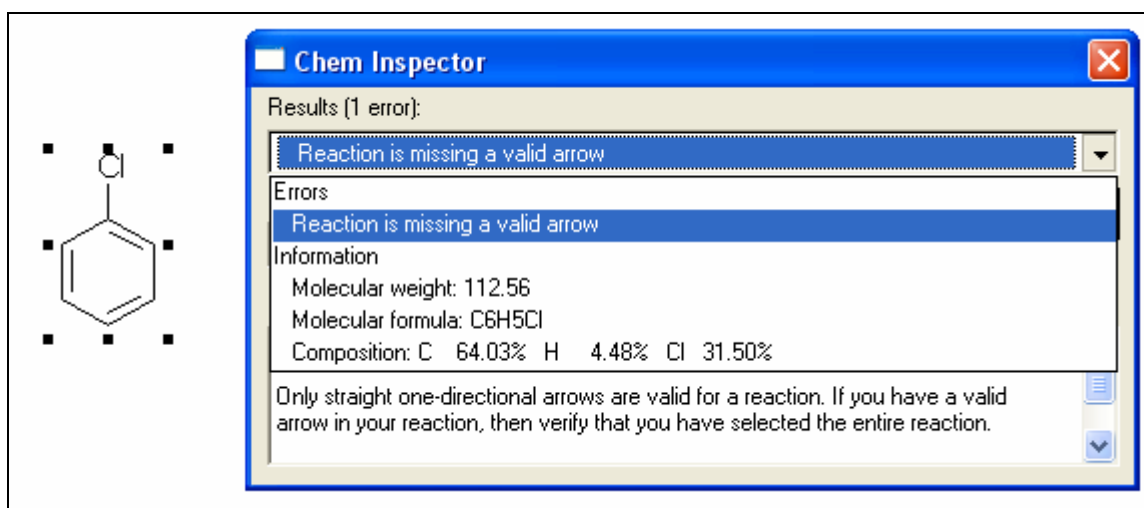 Chem Inspector
Results (1 error):
Reaction is missing a valid arrow
Errors
Reaction is missing a valid arrow
Information
Molecular weight: 112.56
Molecular formula: C6H5Cl
Composition: C 64.03% H 4.48% Cl 31.50%
Only straight one-directional arrows are valid for a reaction. If you have a valid
arrow in your reaction, then verify that you have selected the entire reaction.
Cl